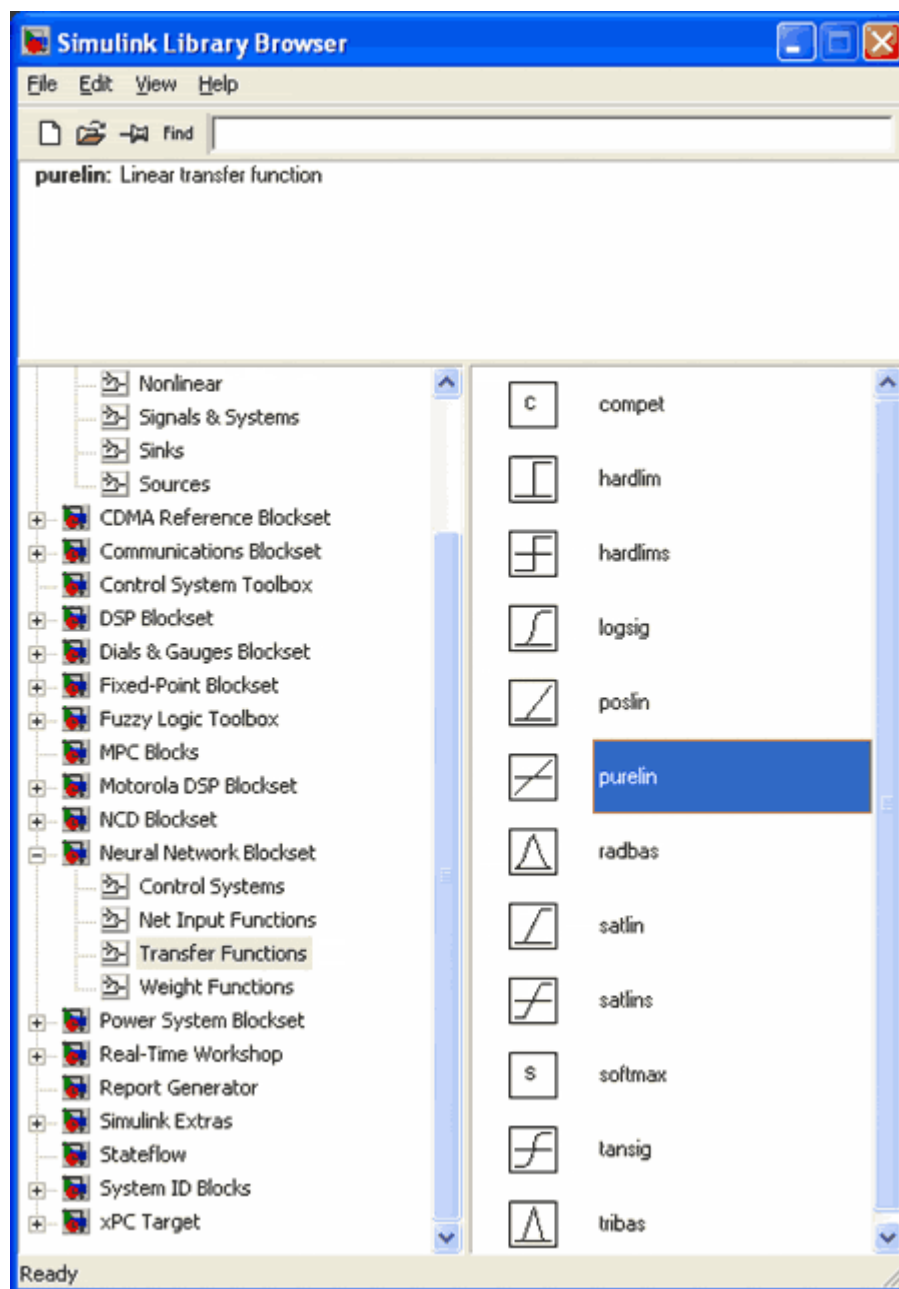 Simulink Library Browser
File Edit View Help
Find
purelin: Linear transfer function
Nonlinear
Signals & Systems
Sinks
Sources
CDMA Reference Blockset
Communications Blockset
Control System Toolbox
DSP Blockset
Dials & Gauges Blockset
Fixed-Point Blockset
Fuzzy Logic Toolbox
MPC Blocks
Motorola DSP Blockset
NCD Blockset
Neural Network Blockset
Control Systems
Net Input Functions
Transfer Functions
Weight Functions
Power System Blockset
Real-Time Workshop
Report Generator
Simulink Extras
Stateflow
System ID Blocks
xPC Target
C compet
hardlim
hardlims
logsig
poslin
purelin
radbas
satlin
satlins
S softmax
tansig
tribas
Ready